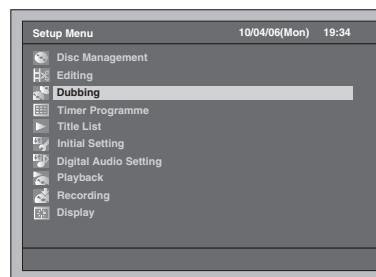 Setup Menu 10/04/06(Mon) 19:34
Disc Management
Editing
Dubbing
Timer Programme
Title List
Initial Setting
Digital Audio Setting
Playback
Recording
Display